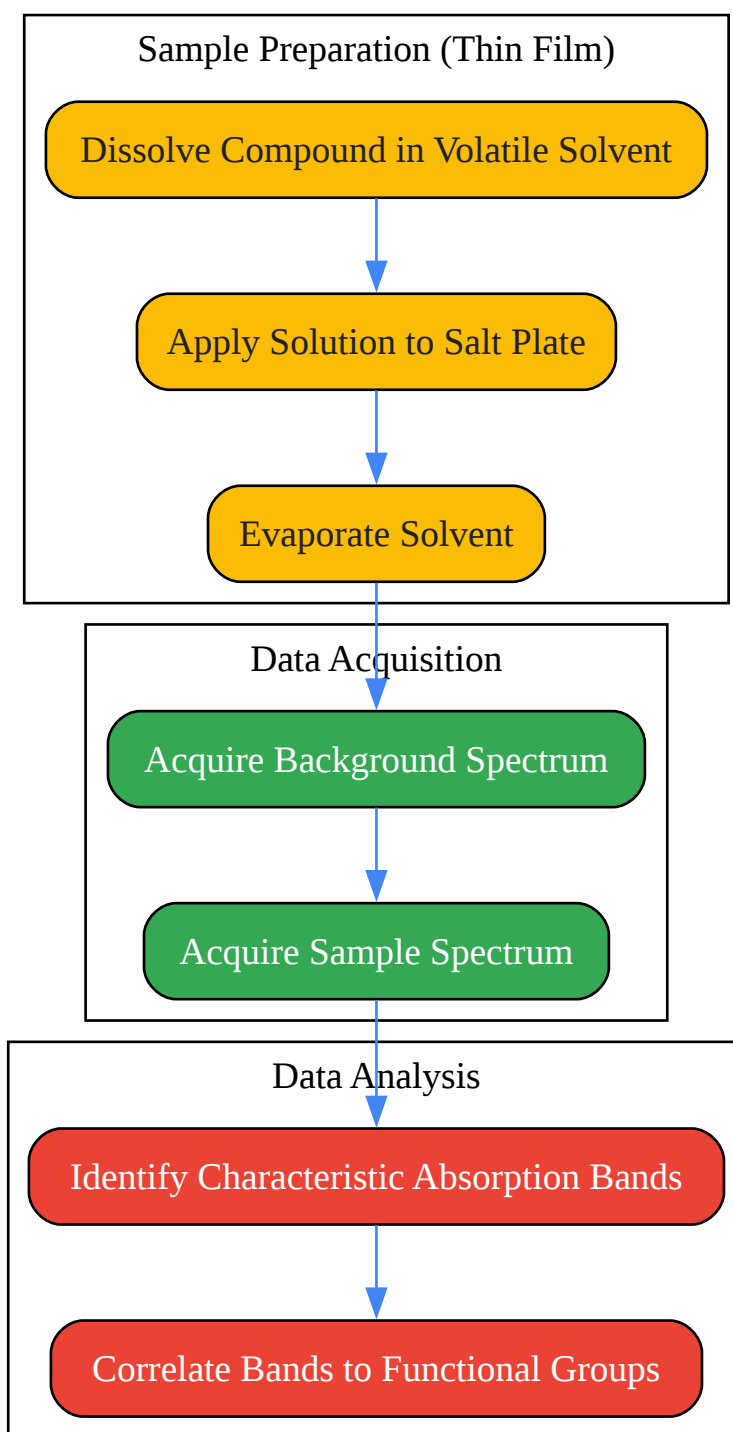 Sample Preparation (Thin Film)
Dissolve Compound in Volatile Solvent
Apply Solution to Salt Plate
Evaporate Solvent
Data Acquisition
Acquire Background Spectrum
Acquire Sample Spectrum
Data Analysis
Identify Characteristic Absorption Bands
Correlate Bands to Functional Groups